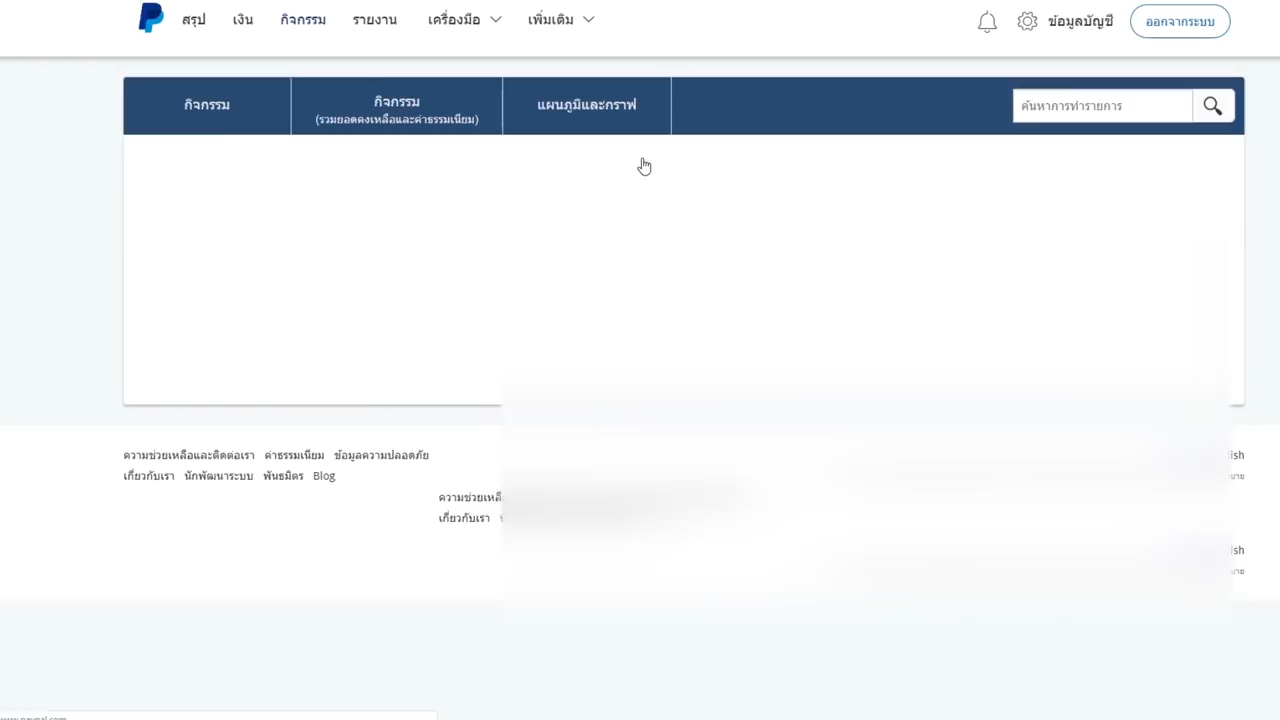 สรุป เงิน กิจกรรม รายงาน เครื่องมือ เพิ่มเติม ข้อมูลบัญชี ออกจากระบบ
กิจกรรม
กิจกรรม
(รวมยอดคงเหลือและค่าธรรมเนียม)
แผนภูมิและกราฟ
ค้นหาการทำรายการ
ความช่วยเหลือและติดต่อเรา ค่าธรรมเนียม ข้อมูลความปลอดภัย
เกี่ยวกับเรา นักพัฒนาระบบ พันธมิตร Blog
เกี่ยวกับเรา